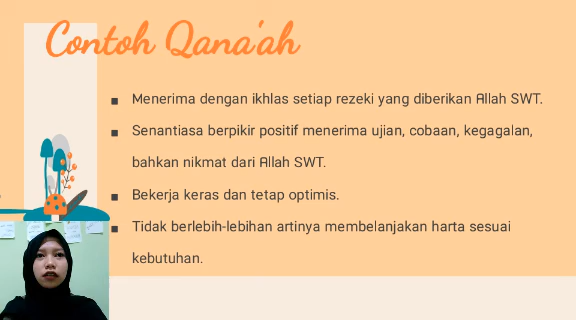 Contoh Qana'ah
▪ Menerima dengan ikhlas setiap rezeki yang diberikan Allah SWT.
▪ Senantiasa berpikir positif menerima ujian, cobaan, kegagalan,
bahkan nikmat dari Allah SWT.
▪ Bekerja keras dan tetap optimis.
▪ Tidak berlebih-lebihan artinya membelanjakan harta sesuai
kebutuhan.